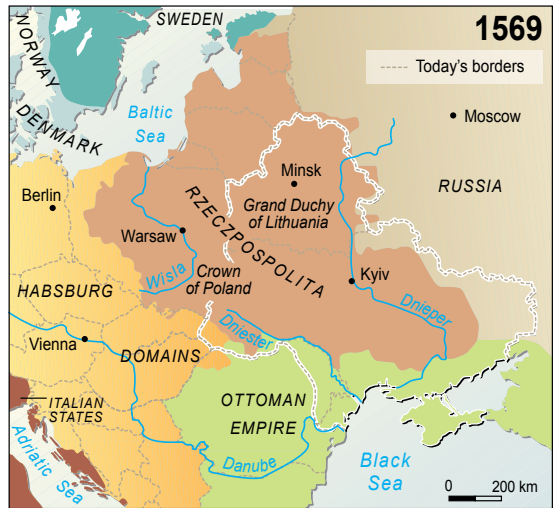 SWEDEN
1569
NORWAY
Today's borders
DENMARK
Baltic
Sea
Moscow
Minsk
Berlin
Grand Duchy
of Lithuania
RUSSIA
RZECZPOSPOLITA
Warsaw
Wisla
Crown
of Poland
Kyiv
HABSBURG
Dnieper
Dniester
Vienna
DOMAINS
ITALIAN
STATES
OTTOMAN
EMPIRE
Adriatic Sea
Danube
Black
Sea
0 200 km